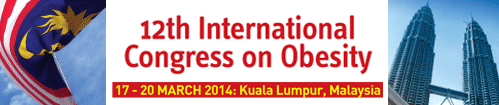 12th International
Congress on Obesity
17 - 20 MARCH 2014: Kuala Lumpur, Malaysia